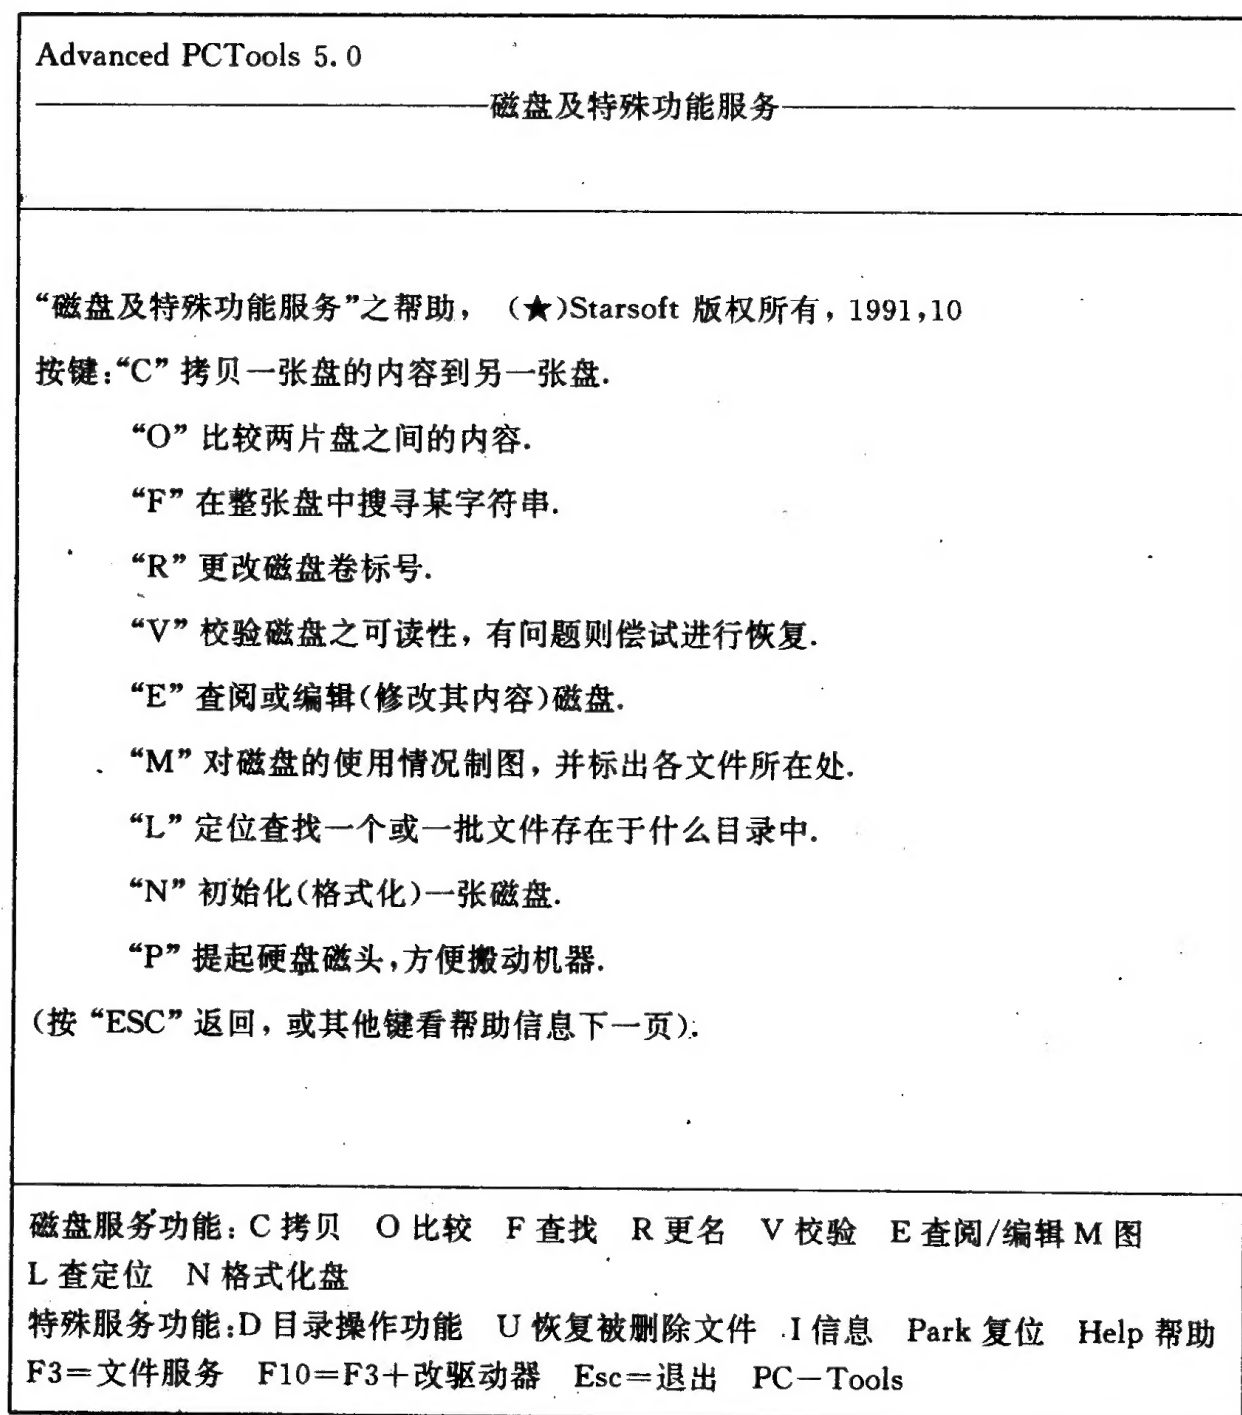 Advanced PCTools 5.0
磁盘及特殊功能服务
“磁盘及特殊功能服务”之帮助，（★）Starsoft 版权所有，1991,10
按键：“C” 拷贝一张盘的内容到另一张盘.
“O” 比较两片盘之间的内容.
“F” 在整张盘中搜寻某字符串.
“R” 更改磁盘卷标号.
“V” 校验磁盘之可读性，有问题则偿试进行恢复.
“E” 查阅或编辑(修改其内容)磁盘.
“M” 对磁盘的使用情况制图，并标出各文件所在处.
“L” 定位查找一个或一批文件存在于什么目录中.
“N” 初始化(格式化)一张磁盘.
“P” 提起硬盘磁头，方便搬动机器.
(按 “ESC” 返回，或其他键看帮助信息下一页).
磁盘服务功能：C 拷贝 O 比较 F 查找 R 更名 V 校验 E 查阅/编辑 M 图
L 查定位 N 格式化盘
特殊服务功能：D 目录操作功能 U 恢复被删除文件 I 信息 Park 复位 Help 帮助
F3＝文件服务 F10＝F3＋改驱动器 Esc＝退出 PC－Tools